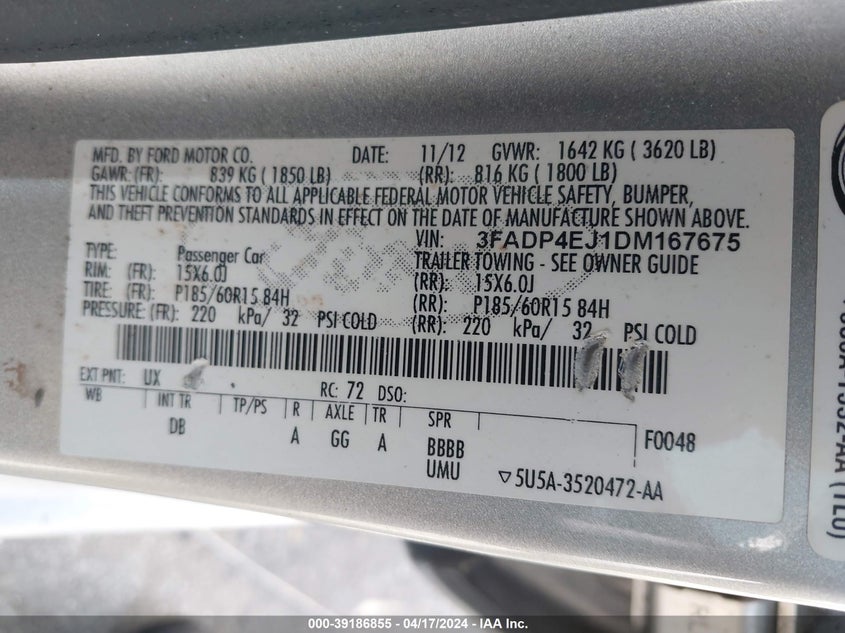 MFD. BY FORD MOTOR CO. DATE: 11/12 GVWR: 1642 KG ( 3620 LB)
GAWR: (FR): 839 KG ( 1850 LB) (RR): 816 KG ( 1800 LB)
THIS VEHICLE CONFORMS TO ALL APPLICABLE FEDERAL MOTOR VEHICLE SAFETY, BUMPER,
AND THEFT PREVENTION STANDARDS IN EFFECT ON THE DATE OF MANUFACTURE SHOWN ABOVE.
VIN: 3FADP4EJ1DM167675
TYPE: Passenger Car TRAILER TOWING - SEE OWNER GUIDE
RIM: (FR): 15X6.0J (RR): 15X6.0J
TIRE: (FR): P185/60R15 84H (RR): P185/60R15 84H
PRESSURE: (FR): 220 kPa/ 32 PSI COLD (RR): 220 kPa/ 32 PSI COLD
EXT PNT: UX RC: 72 DSO:
WB INT TR TP/PS R AXLE TR SPR
DB A GG A BBBB F0048
UMU ▽5U5A-3520472-AA
000-39186855 - 04/17/2024 - IAA Inc.